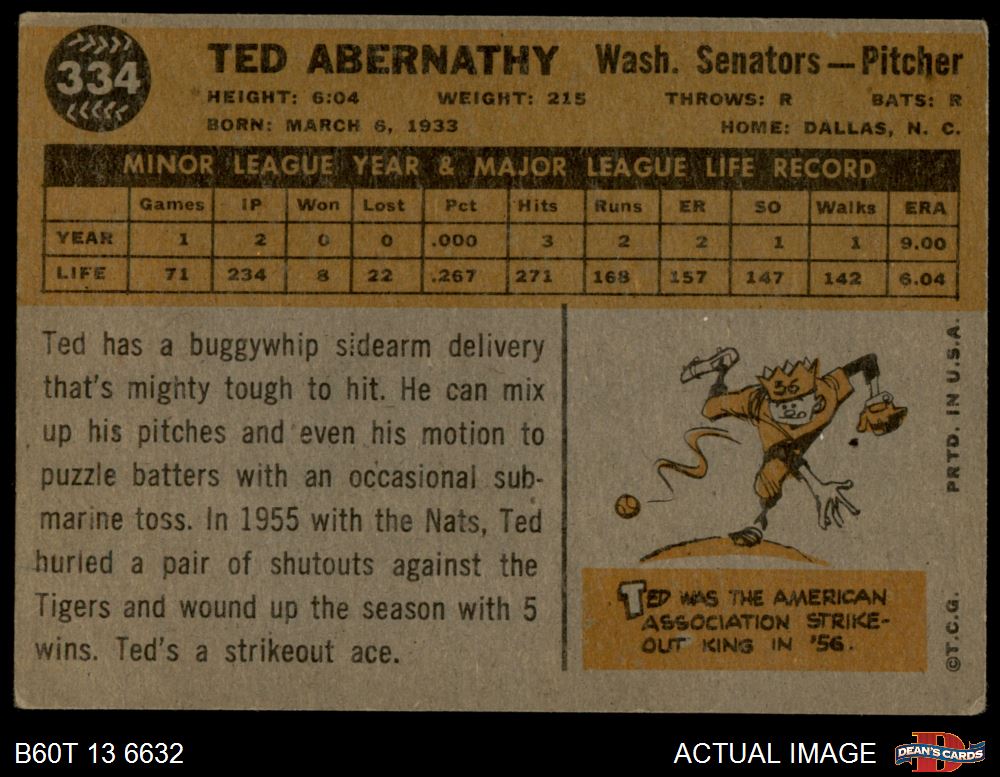 334
TED ABERNATHY Wash. Senators—Pitcher
HEIGHT: 6:04 WEIGHT: 215 THROWS: R BATS: R
BORN: MARCH 6, 1933 HOME: DALLAS, N. C.
MINOR LEAGUE YEAR & MAJOR LEAGUE LIFE RECORD
Games IP Won Lost Pct Hits Runs ER SO Walks ERA
YEAR 1 2 0 0 .000 3 2 2 1 1 9.00
LIFE 71 234 8 22 .267 271 168 157 147 142 6.04
Ted has a buggywhip sidearm delivery
that's mighty tough to hit. He can mix
up his pitches and even his motion to
puzzle batters with an occasional sub-
marine toss. In 1955 with the Nats, Ted
hurled a pair of shutouts against the
Tigers and wound up the season with 5
wins. Ted's a strikeout ace.
56
TED WAS THE AMERICAN
ASSOCIATION STRIKE-
OUT KING IN '56.
PRTD. IN U.S.A.
©T.C.G.
B60T 13 6632
ACTUAL IMAGE
D
DEAN'S CARDS